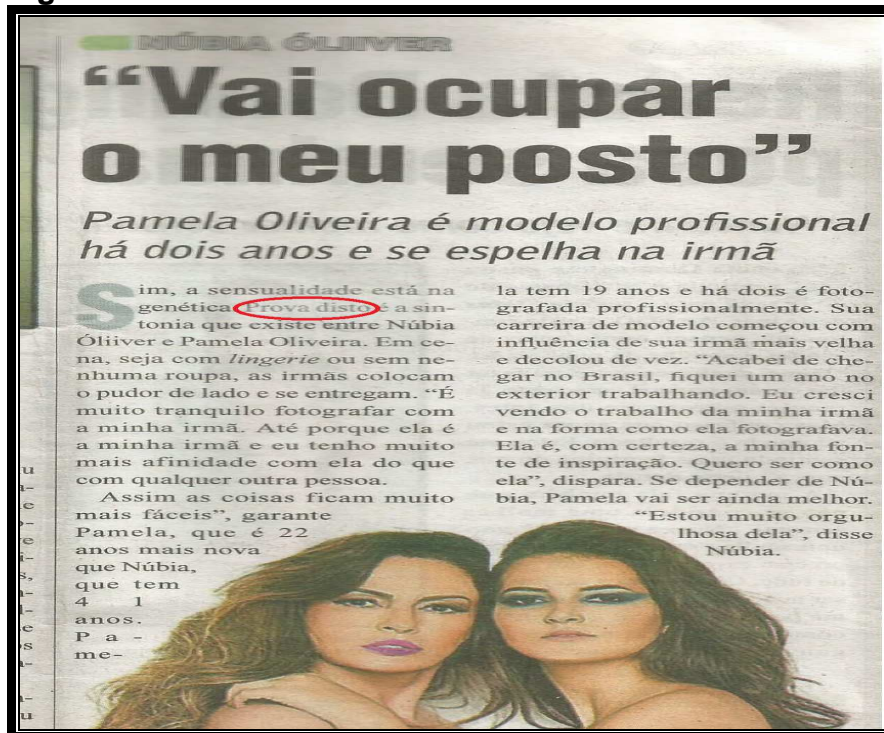 NÚBIA ÓLIIVER
“Vai ocupar
o meu posto”
Pamela Oliveira é modelo profissional
há dois anos e se espelha na irmã
Sim, a sensualidade está na
genética. Prova disto é a sin-
tonia que existe entre Núbia
Óliiver e Pamela Oliveira. Em ce-
na, seja com lingerie ou sem ne-
nhuma roupa, as irmãs colocam
o pudor de lado e se entregam. “É
muito tranquilo fotografar com
a minha irmã. Até porque ela é
a minha irmã e eu tenho muito
mais afinidade com ela do que
com qualquer outra pessoa.
Assim as coisas ficam muito
mais fáceis”, garante
Pamela, que é 22
anos mais nova
que Núbia,
que tem
4 1
anos.
P a -
me-
la tem 19 anos e há dois é foto-
grafada profissionalmente. Sua
carreira de modelo começou com
influência de sua irmã mais velha
e decolou de vez. “Acabei de che-
gar no Brasil, fiquei um ano no
exterior trabalhando. Eu cresci
vendo o trabalho da minha irmã
e na forma como ela fotografava.
Ela é, com certeza, a minha fon-
te de inspiração. Quero ser como
ela”, dispara. Se depender de Nú-
bia, Pamela vai ser ainda melhor.
“Estou muito orgu-
lhosa dela”, disse
Núbia.